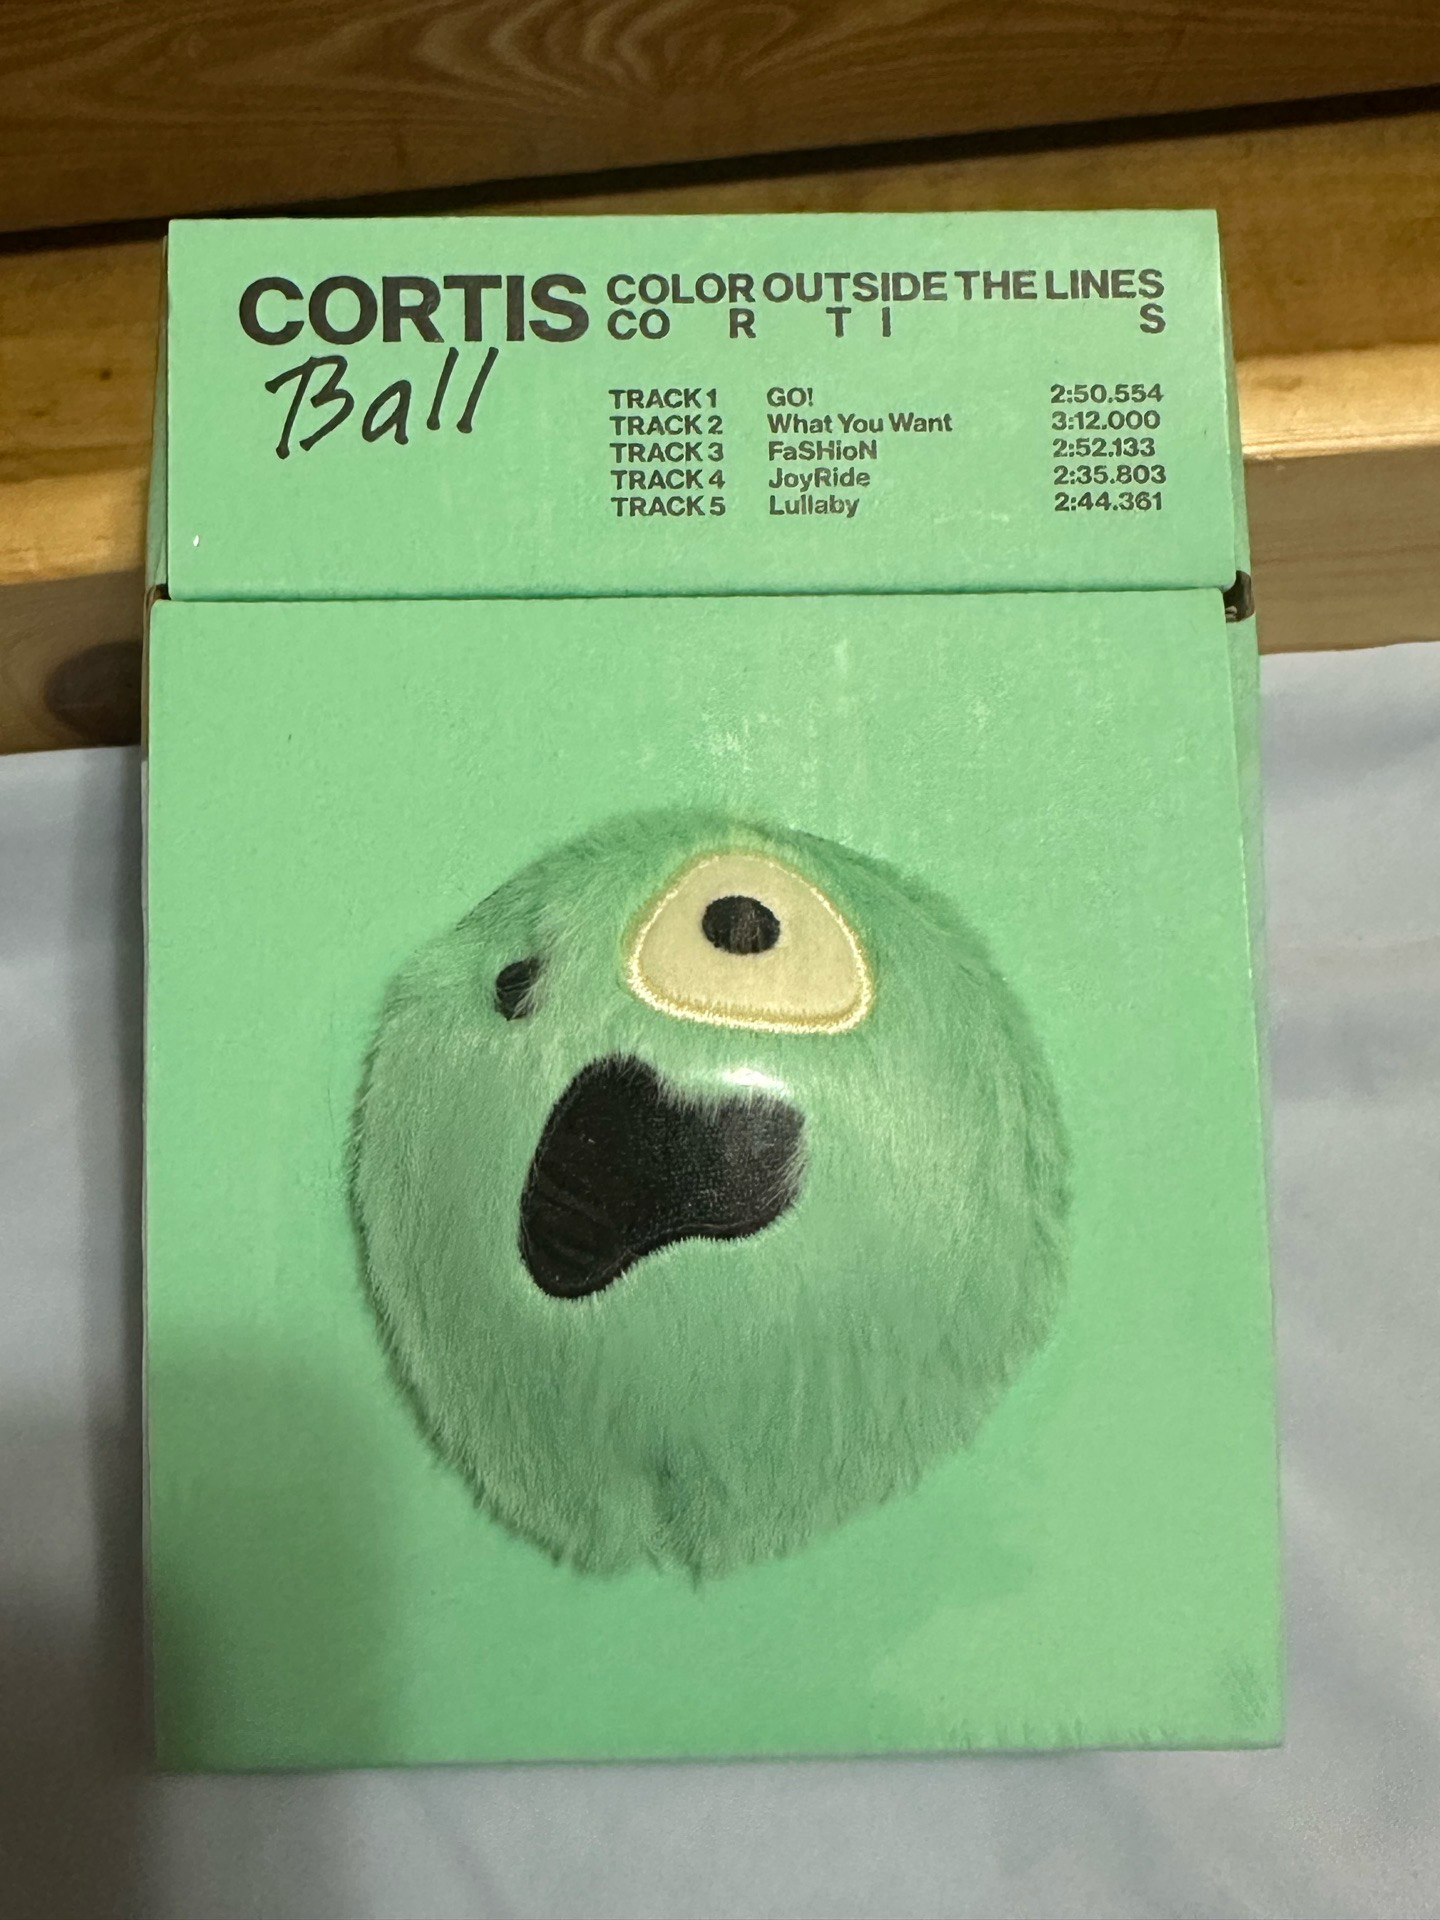 CORTIS
Ball
COLOR OUTSIDE THE LINES
CO R T I S
TRACK 1 GO! 2:50.554
TRACK 2 What You Want 3:12.000
TRACK 3 FaSHioN 2:52.133
TRACK 4 JoyRide 2:35.803
TRACK 5 Lullaby 2:44.361